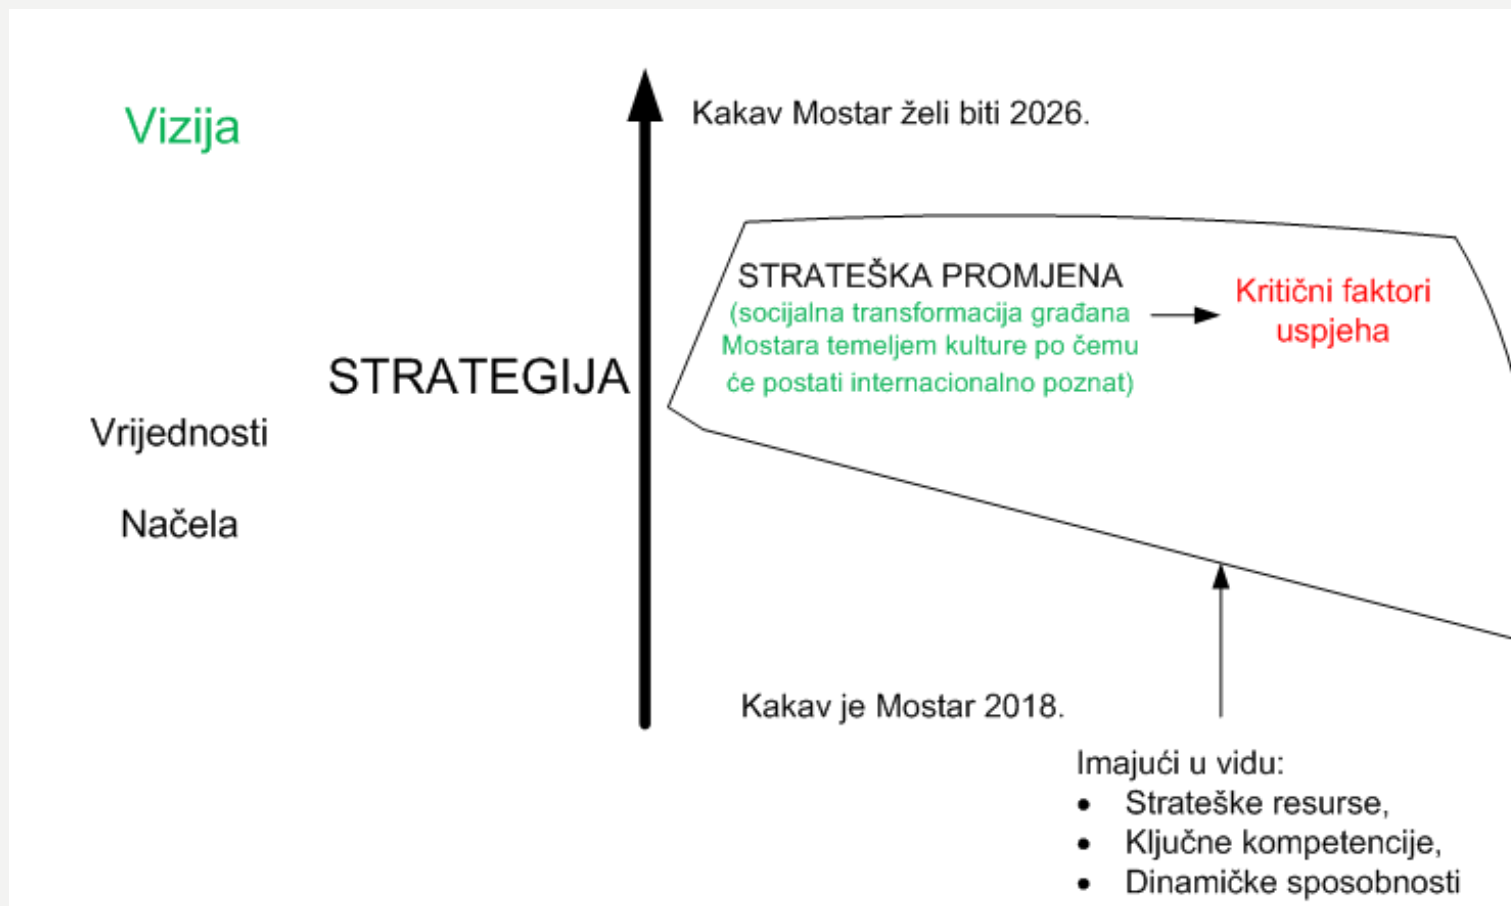 Vizija
Kakav Mostar želi biti 2026.
STRATEŠKA PROMJENA
(socijalna transformacija građana
Mostara temeljem kulture po čemu
će postati internacionalno poznat)
Kritični faktori
uspjeha
STRATEGIJA
Vrijednosti
Načela
Kakav je Mostar 2018.
Imajući u vidu:
• Strateške resurse,
• Ključne kompetencije,
• Dinamičke sposobnosti